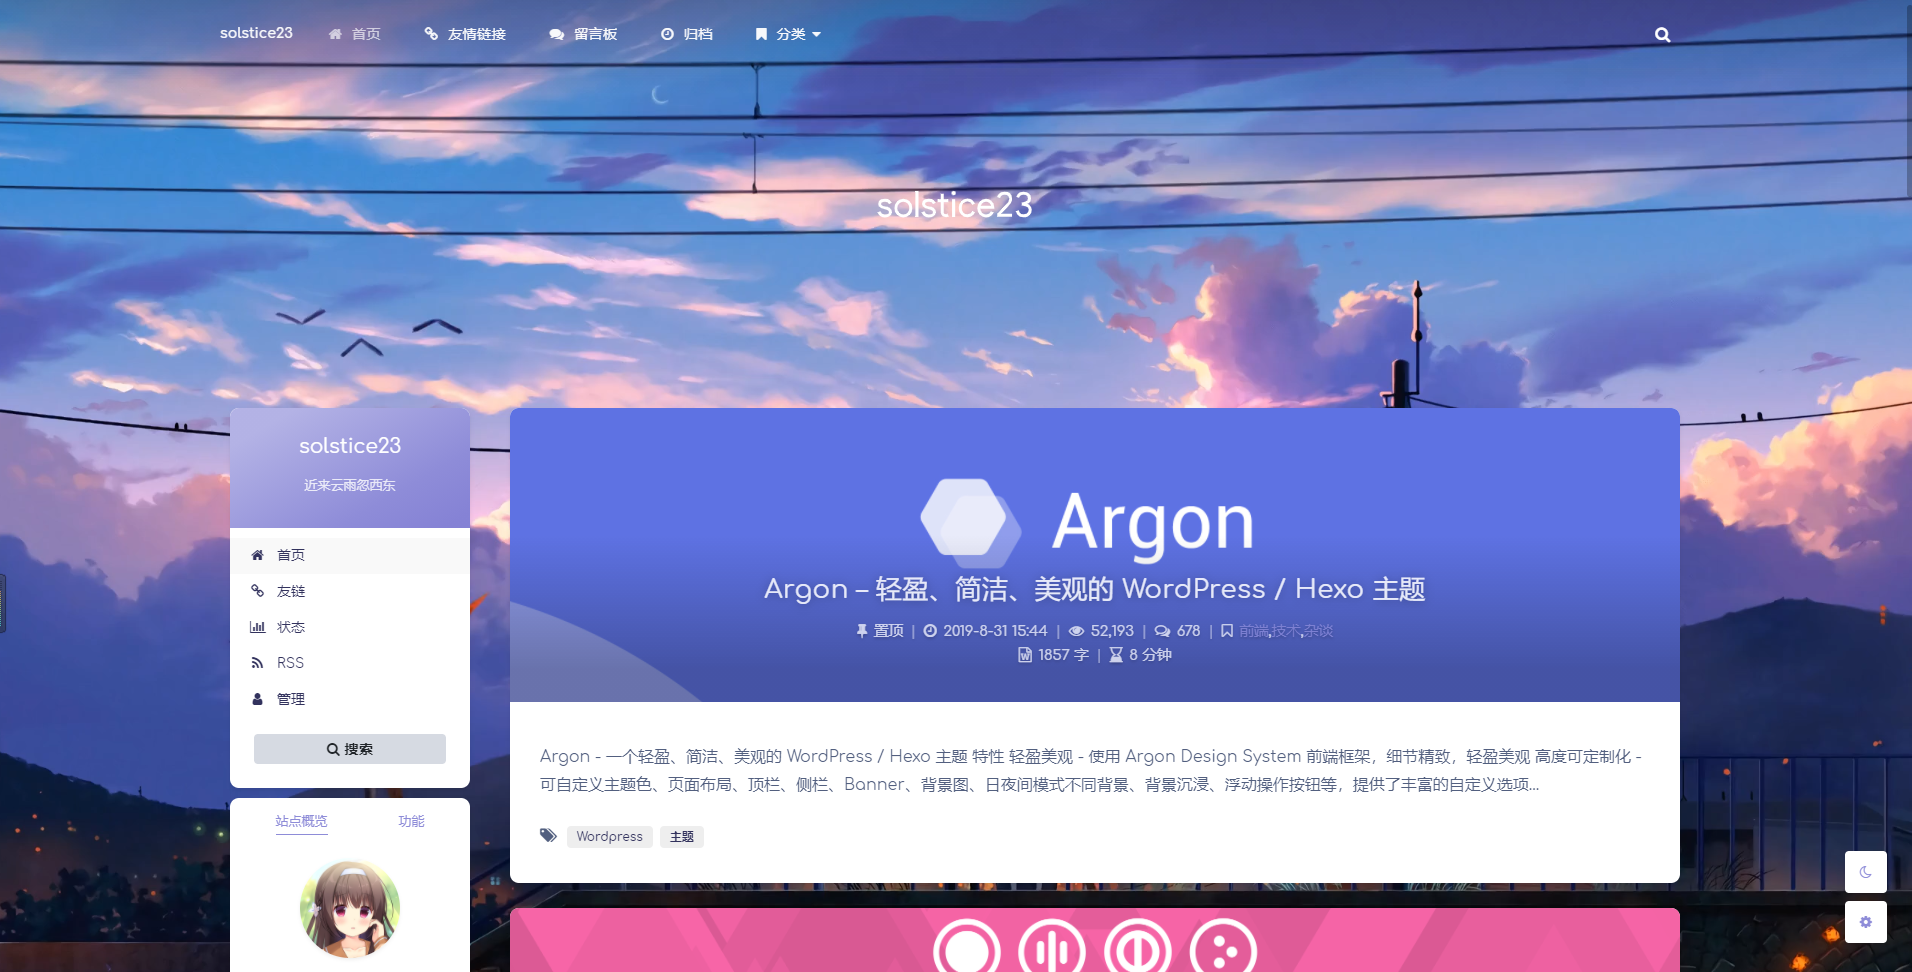 solstice23 首页 友情链接 留言板 归档 分类
solstice23
solstice23
近来云雨忽西东
首页
友链
状态
RSS
管理
搜索
站点概览 功能
Argon
Argon – 轻盈、简洁、美观的 WordPress / Hexo 主题
置顶 | 2019-8-31 15:44 | 52,193 | 678 | 前端,技术,杂谈
1857 字 | 8 分钟
Argon - 一个轻盈、简洁、美观的 WordPress / Hexo 主题 特性 轻盈美观 - 使用 Argon Design System 前端框架，细节精致，轻盈美观 高度可定制化 -
可自定义主题色、页面布局、顶栏、侧栏、Banner、背景图、日夜间模式不同背景、背景沉浸、浮动操作按钮等，提供了丰富的自定义选项...
Wordpress 主题